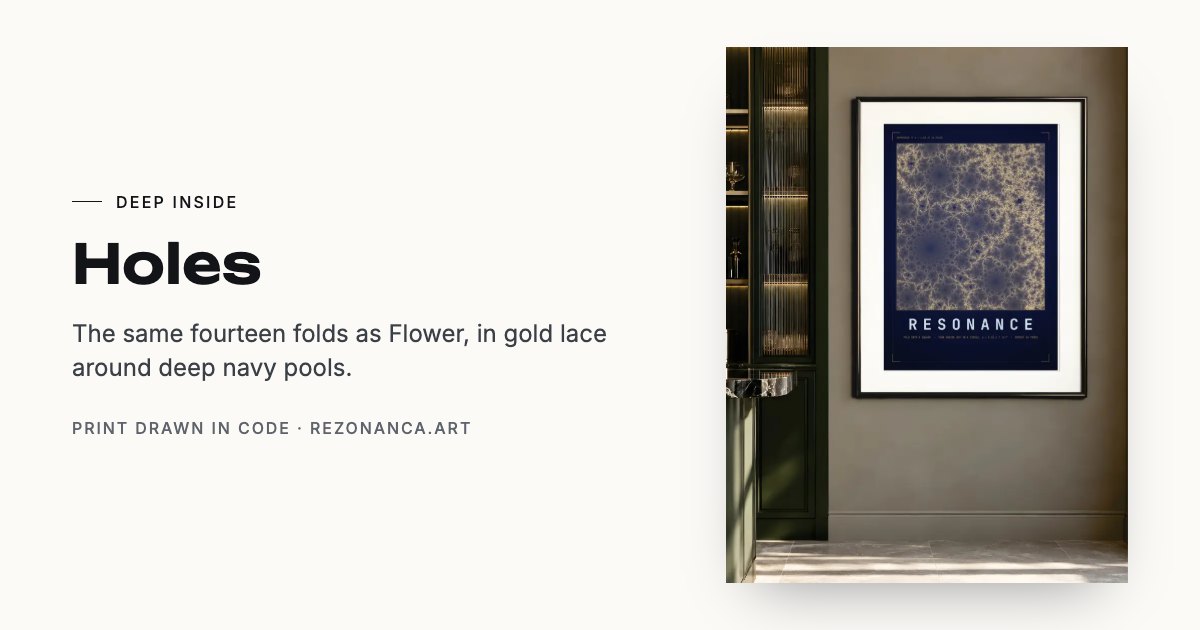 DEEP INSIDE
Holes
The same fourteen folds as Flower, in gold lace
around deep navy pools.
PRINT DRAWN IN CODE · REZONANCA.ART
RESONANCE